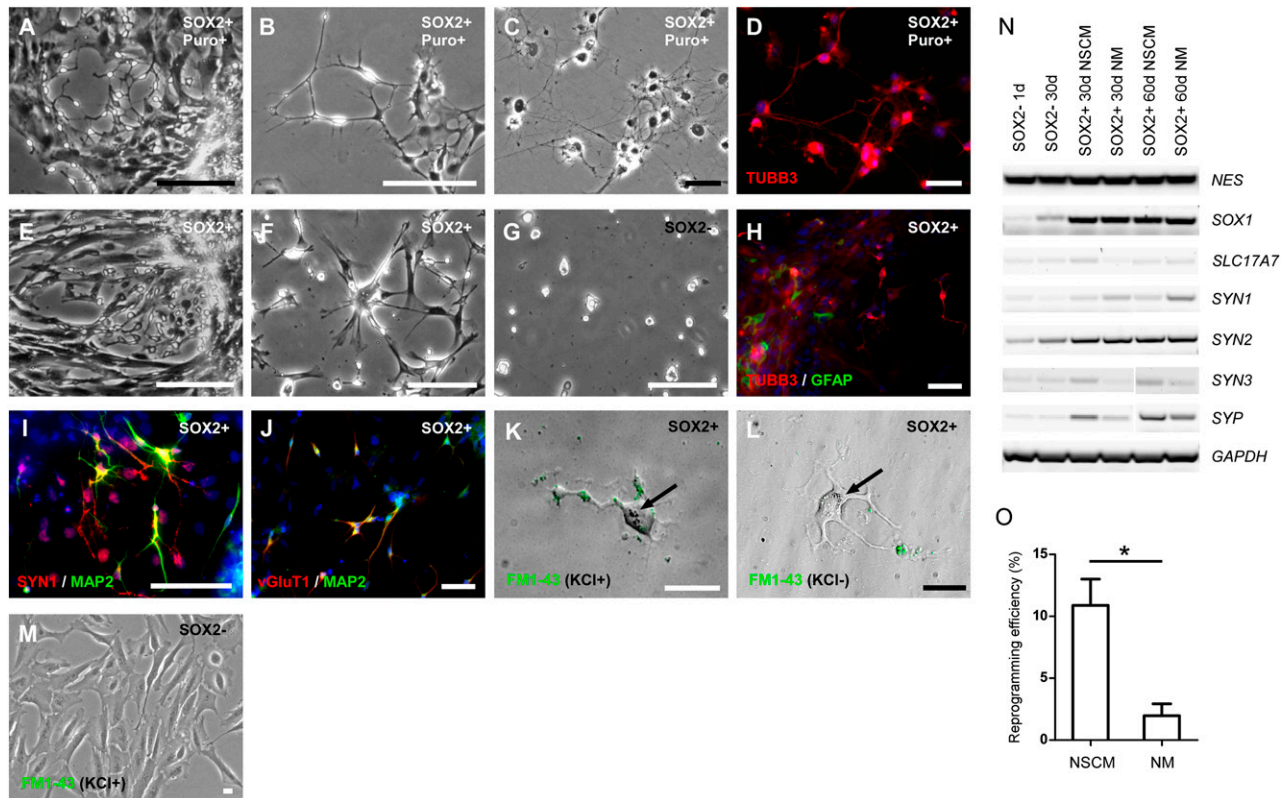 A
SOX2+
Puro+
B
SOX2+
Puro+
C
SOX2+
Puro+
D
SOX2+
Puro+
TUBB3
E
SOX2+
F
SOX2+
G
SOX2-
H
SOX2+
TUBB3 / GFAP
I
SOX2+
SYN1 / MAP2
J
SOX2+
vGluT1 / MAP2
K
SOX2+
FM1-43 (KCl+)
L
SOX2+
FM1-43 (KCl-)
M
SOX2-
FM1-43 (KCl+)
N
SOX2- 1d
SOX2- 30d
SOX2+ 30d NSCM
SOX2+ 30d NM
SOX2+ 60d NSCM
SOX2+ 60d NM
NES
SOX1
SLC17A7
SYN1
SYN2
SYN3
SYP
GAPDH
O
Reprogramming efficiency (%)
15
10
5
0
*
NSCM
NM